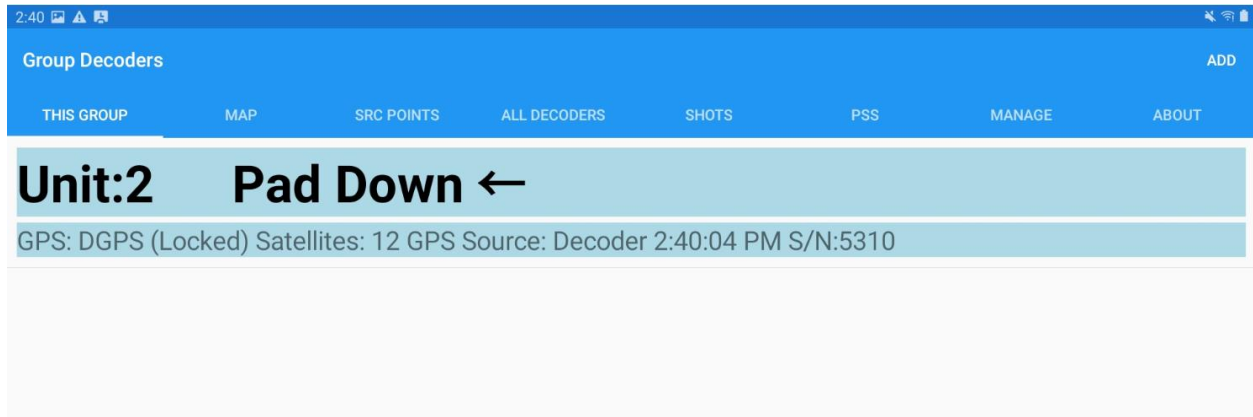 2:40
Group Decoders ADD
THIS GROUP MAP SRC POINTS ALL DECODERS SHOTS PSS MANAGE ABOUT
Unit:2 Pad Down ←
GPS: DGPS (Locked) Satellites: 12 GPS Source: Decoder 2:40:04 PM S/N:5310